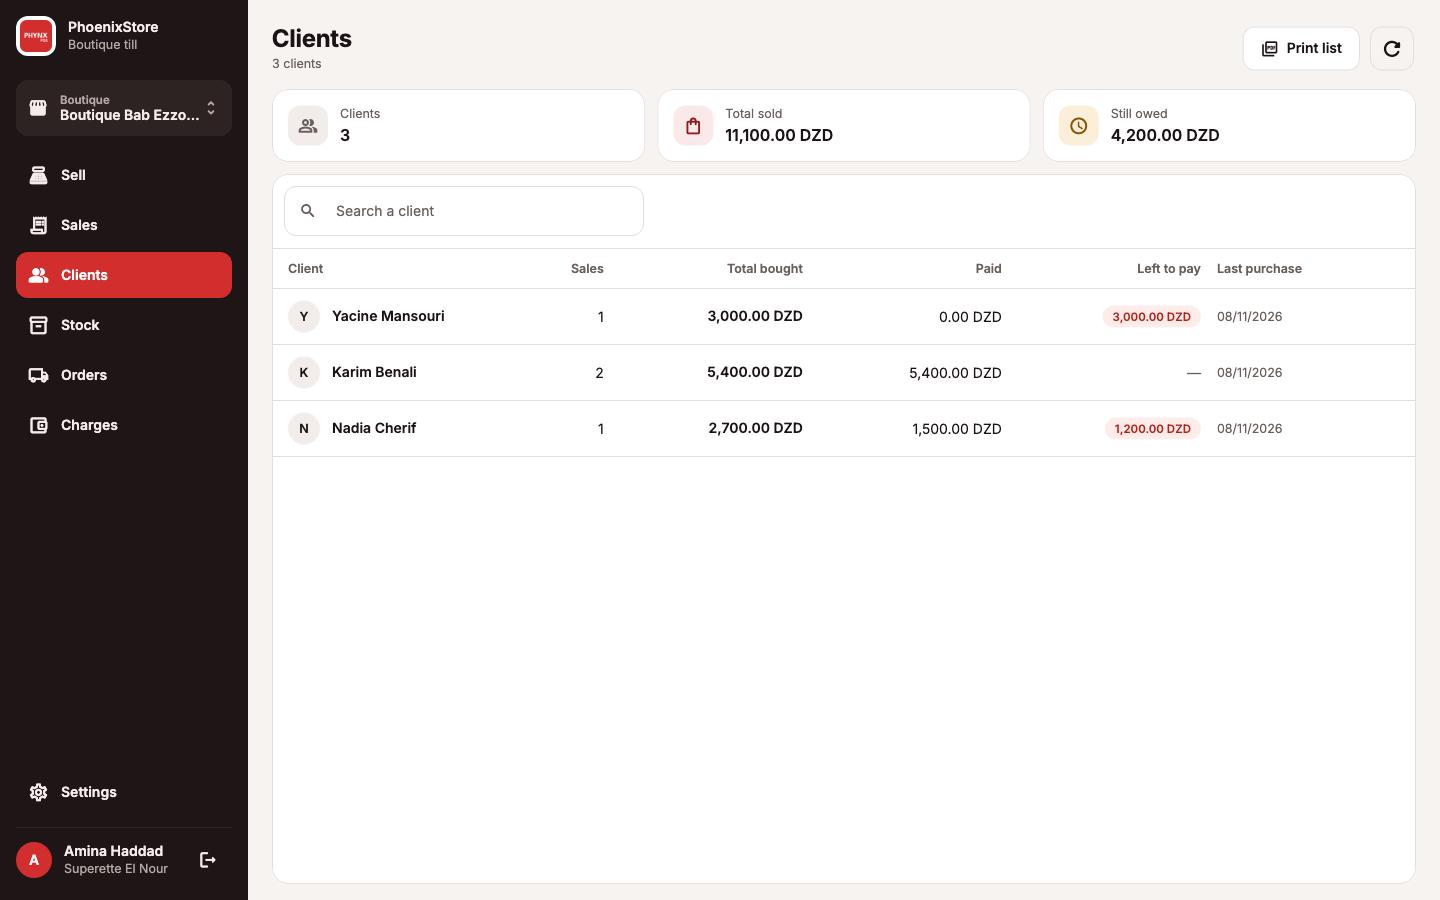 PHYNX
PhoenixStore
Boutique till
Boutique
Boutique Bab Ezzo...
Sell
Sales
Clients
Stock
Orders
Charges
Settings
A
Amina Haddad
Superette El Nour
Clients
3 clients
Print list
Clients
3
Total sold
11,100.00 DZD
Still owed
4,200.00 DZD
Search a client
Client Sales Total bought Paid Left to pay Last purchase
Y Yacine Mansouri 1 3,000.00 DZD 0.00 DZD 3,000.00 DZD 08/11/2026
K Karim Benali 2 5,400.00 DZD 5,400.00 DZD — 08/11/2026
N Nadia Cherif 1 2,700.00 DZD 1,500.00 DZD 1,200.00 DZD 08/11/2026